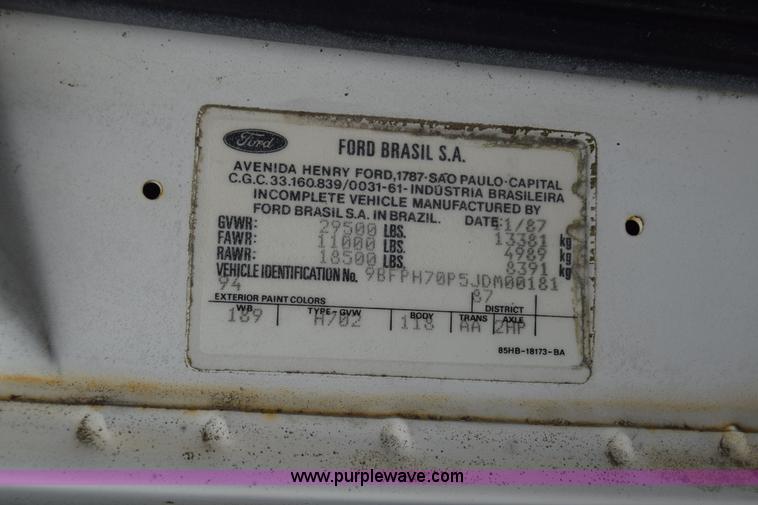 Ford
FORD BRASIL S.A.
AVENIDA HENRY FORD,1787-SAO PAULO-CAPITAL
C.G.C.33.160.839/0031-61-INDÚSTRIA BRASILEIRA
INCOMPLETE VEHICLE MANUFACTURED BY
FORD BRASIL S.A. IN BRAZIL. DATE: 1/87
GVWR: 29500 LBS. 13381 kg
FAWR: 11000 LBS. 4989 kg
RAWR: 18500 LBS. 8391 kg
VEHICLE IDENTIFICATION No. 9BFPH70P5JDM00181
94 87
EXTERIOR PAINT COLORS DISTRICT
WB TYPE-GVW BODY TRANS AXLE
189 H702 118 AA 2HP
85HB-18173-BA
www.purplewave.com